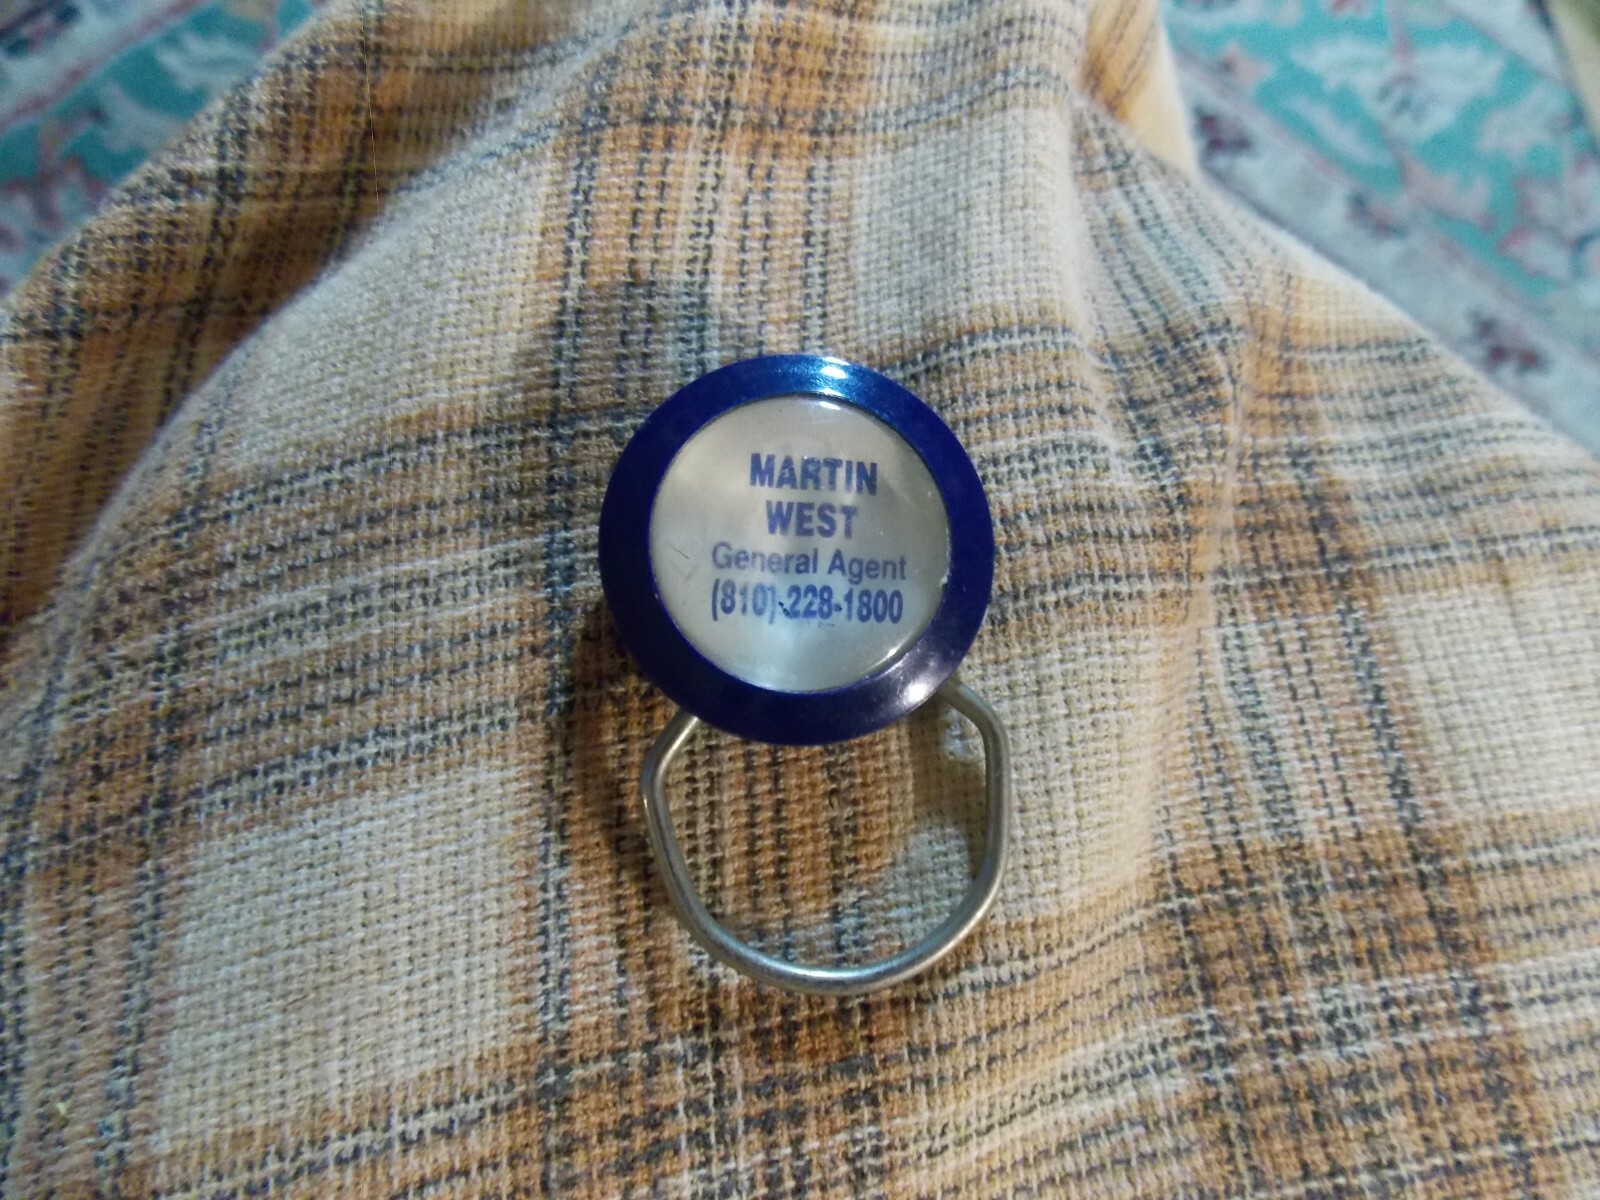 MARTIN
WEST
General Agent
(810)-228-1800